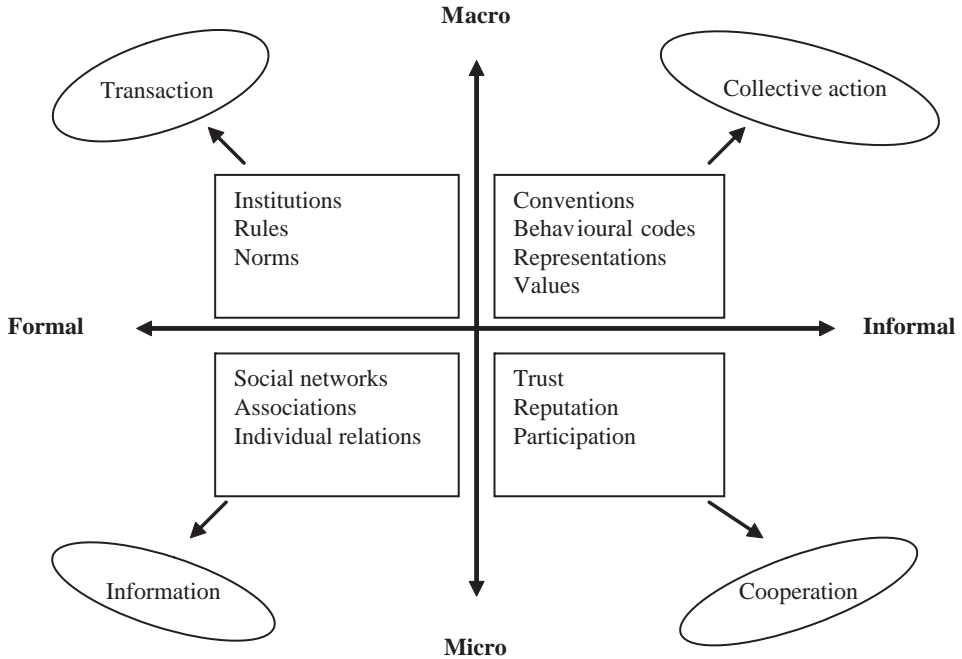 Macro
Transaction
Collective action
Institutions
Rules
Norms
Conventions
Behavioural codes
Representations
Values
Formal
Informal
Social networks
Associations
Individual relations
Trust
Reputation
Participation
Information
Cooperation
Micro